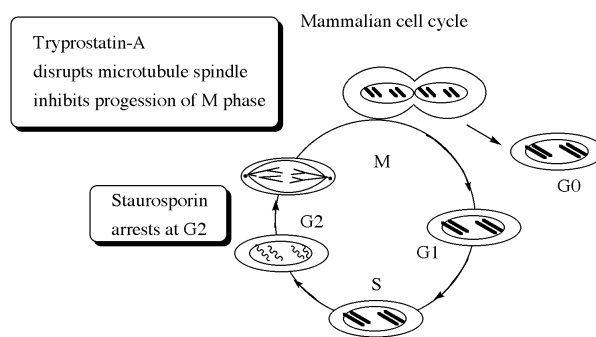 Mammalian cell cycle
Tryprostatin-A
disrupts microtubule spindle
inhibits progession of M phase
M
G0
Staurosporin
arrests at G2
G2
G1
S